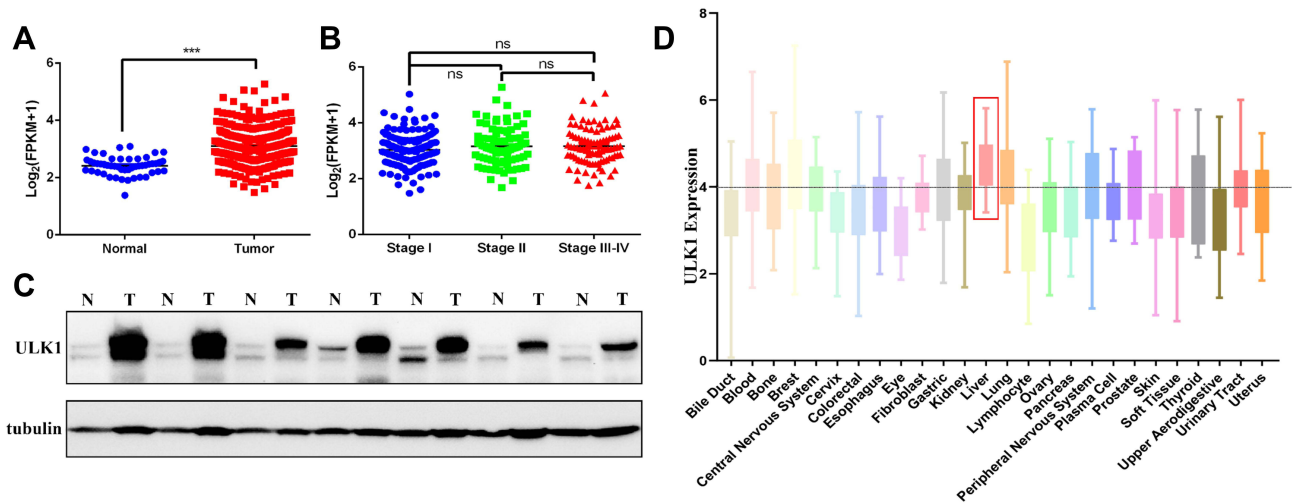 A
***
Log2(FPKM+1)
6
4
2
0
Normal
Tumor
B
ns
ns
ns
Log2(FPKM+1)
6
4
2
0
Stage I
Stage II
Stage III-IV
C
N T N T N T N T N T N T N T
ULK1
tubulin
D
ULK1 Expression
8
6
4
2
0
Bile Duct
Blood
Bone
Brest
Central Nervous System
Cervix
Colorectal
Esophagus
Eye
Fibroblast
Gastric
Kidney
Liver
Lung
Lymphocyte
Ovary
Pancreas
Peripheral Nervous System
Plasma Cell
Prostate
Skin
Soft Tissue
Thyroid
Upper Aerodigestive
Urinary Tract
Uterus